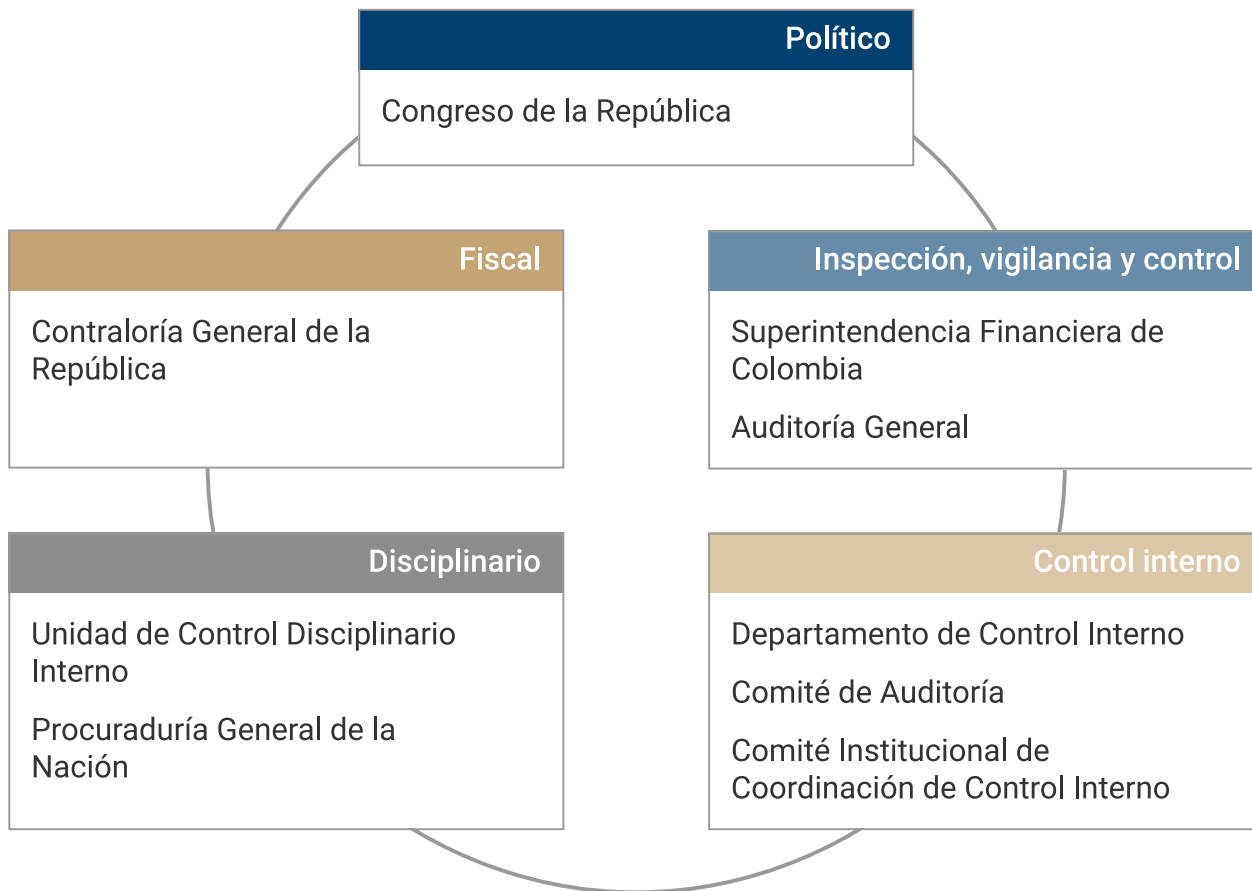 Político
Congreso de la República
Fiscal
Contraloría General de la
República
Inspección, vigilancia y control
Superintendencia Financiera de
Colombia
Auditoría General
Disciplinario
Unidad de Control Disciplinario
Interno
Procuraduría General de la
Nación
Control interno
Departamento de Control Interno
Comité de Auditoría
Comité Institucional de
Coordinación de Control Interno